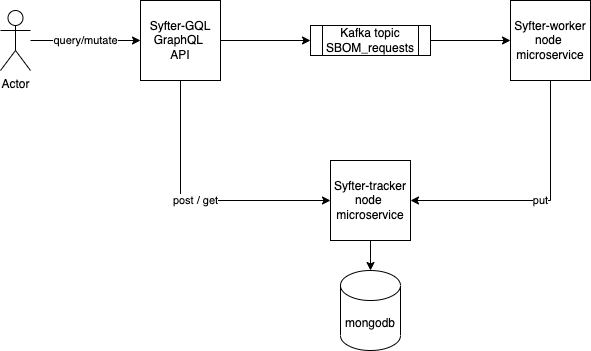 Actor
query/mutate
Syfter-GQL
GraphQL
API
Kafka topic
SBOM_requests
Syfter-worker
node
microservice
post / get
Syfter-tracker
node
microservice
put
mongodb